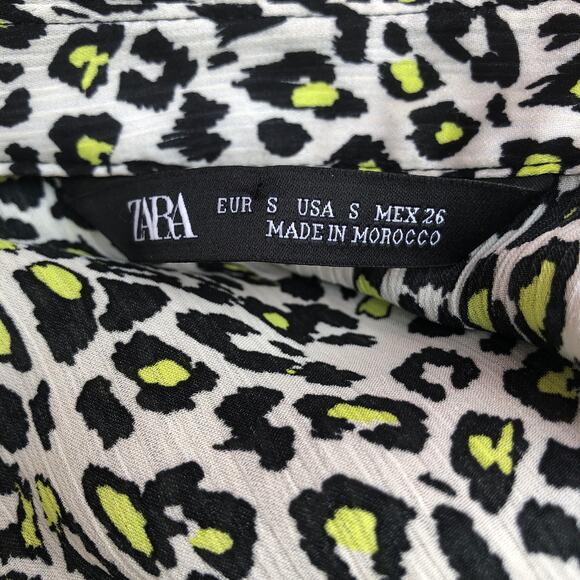 ZARA
EUR S USA S MEX 26
MADE IN MOROCCO